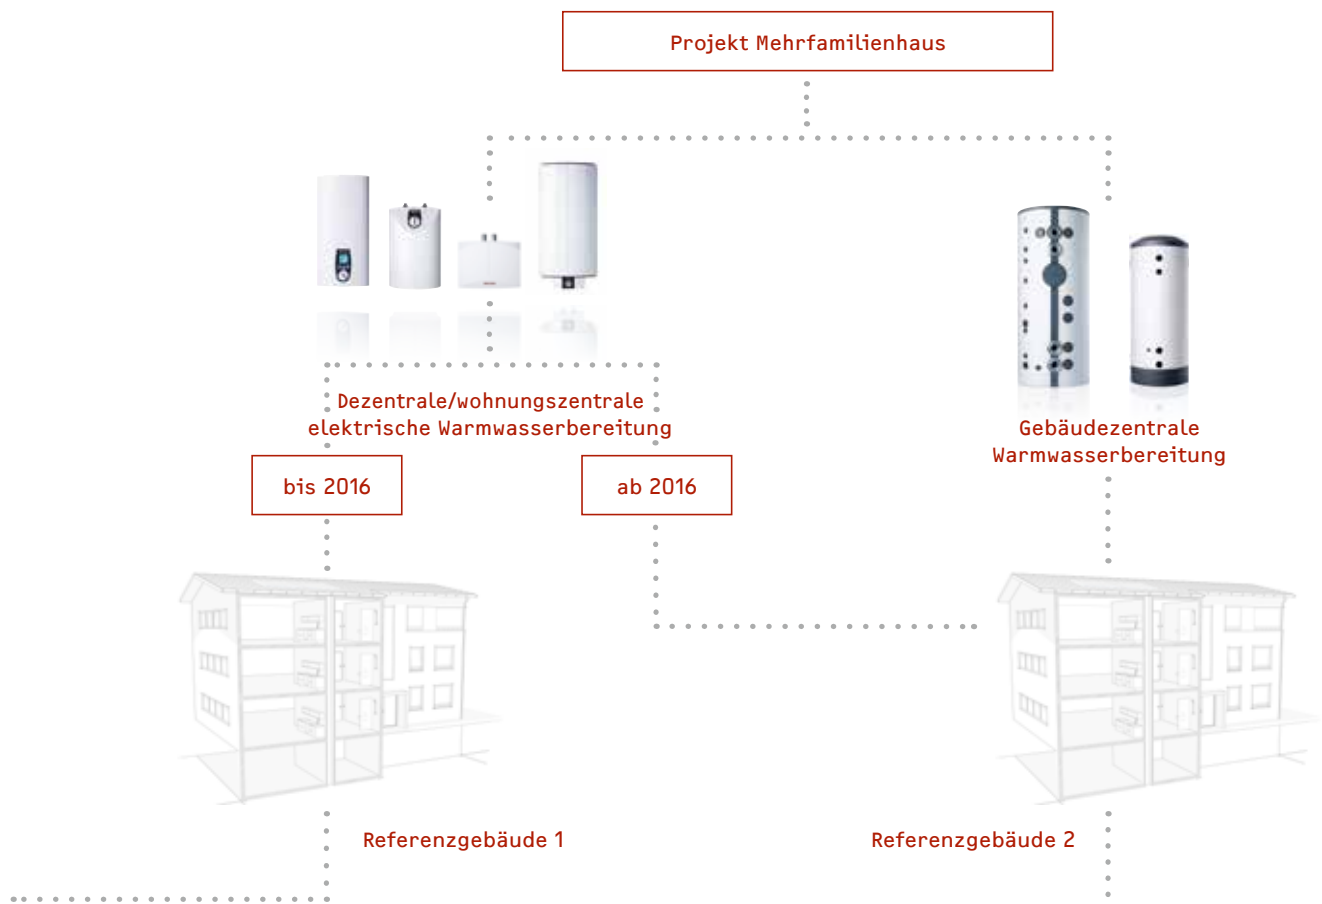 Projekt Mehrfamilienhaus
Dezentrale/wohnungszentrale
elektrische Warmwasserbereitung
Gebäudezentrale
Warmwasserbereitung
bis 2016
ab 2016
Referenzgebäude 1
Referenzgebäude 2